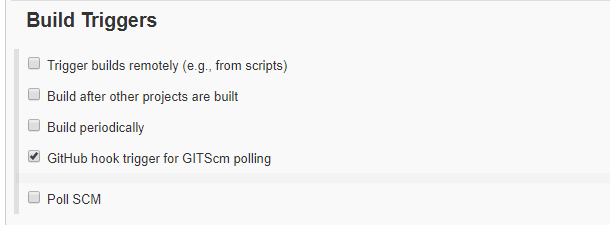 Build Triggers
Trigger builds remotely (e.g., from scripts)
Build after other projects are built
Build periodically
GitHub hook trigger for GITScm polling
Poll SCM